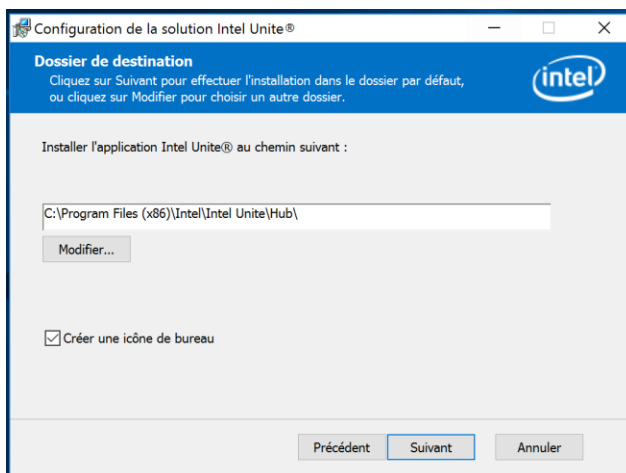 Configuration de la solution Intel Unite®
Dossier de destination
Cliquez sur Suivant pour effectuer l'installation dans le dossier par défaut,
ou cliquez sur Modifier pour choisir un autre dossier.
intel
Installer l'application Intel Unite® au chemin suivant :
C:\Program Files (x86)\Intel\Intel Unite\Hub\
Modifier...
Créer une icône de bureau
Précédent Suivant Annuler